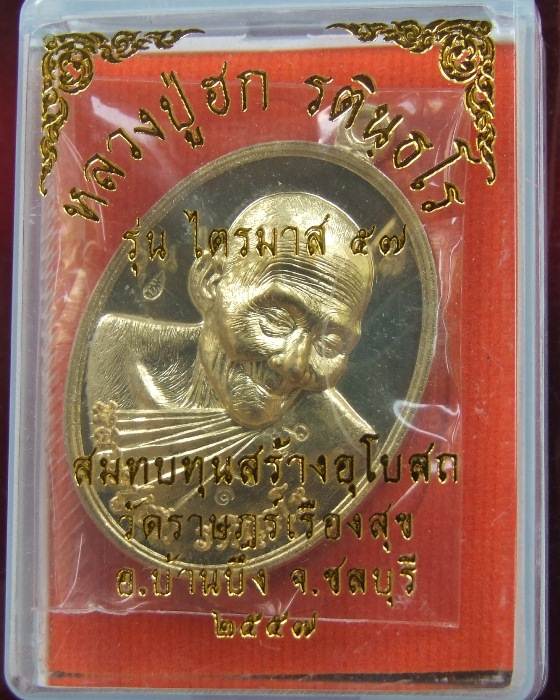 หลวงปู่ฮก รตินฺธโร
รุ่น ไตรมาส ๕๗
สมทบทุนสร้างอุโบสถ
วัดราษฎร์เรืองสุข
อ.บ้านบึง จ.ชลบุรี
๒๕๕๗